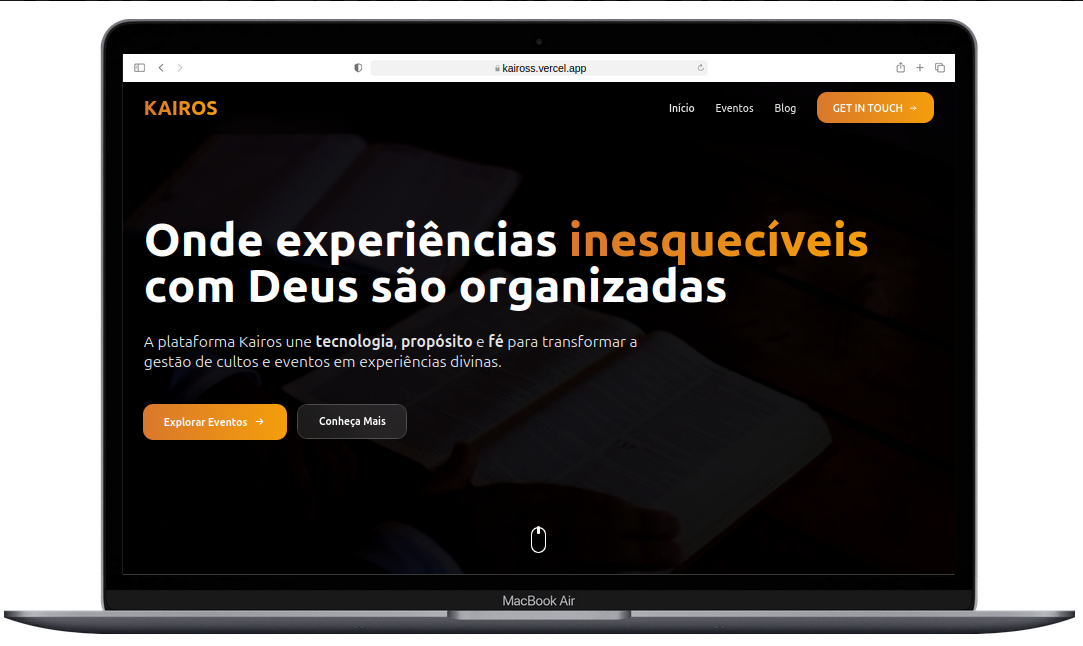 kaiross.vercel.app
KAIROS
Início Eventos Blog GET IN TOUCH →
Onde experiências inesquecíveis
com Deus são organizadas
A plataforma Kairos une tecnologia, propósito e fé para transformar a
gestão de cultos e eventos em experiências divinas.
Explorar Eventos → Conheça Mais
MacBook Air